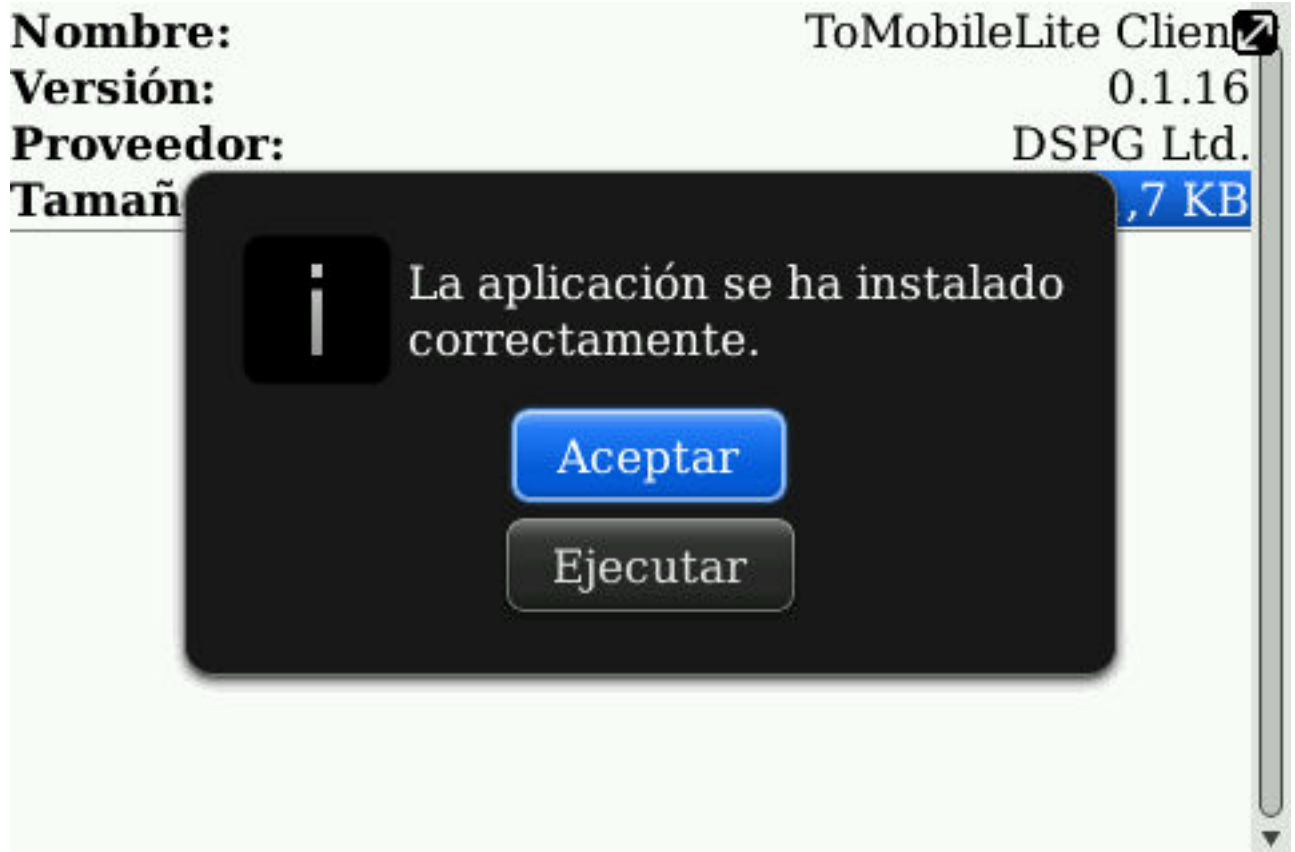 Nombre: ToMobileLite Clien
Versión: 0.1.16
Proveedor: DSPG Ltd.
Tamañ ,7 KB
La aplicación se ha instalado
correctamente.
Aceptar
Ejecutar